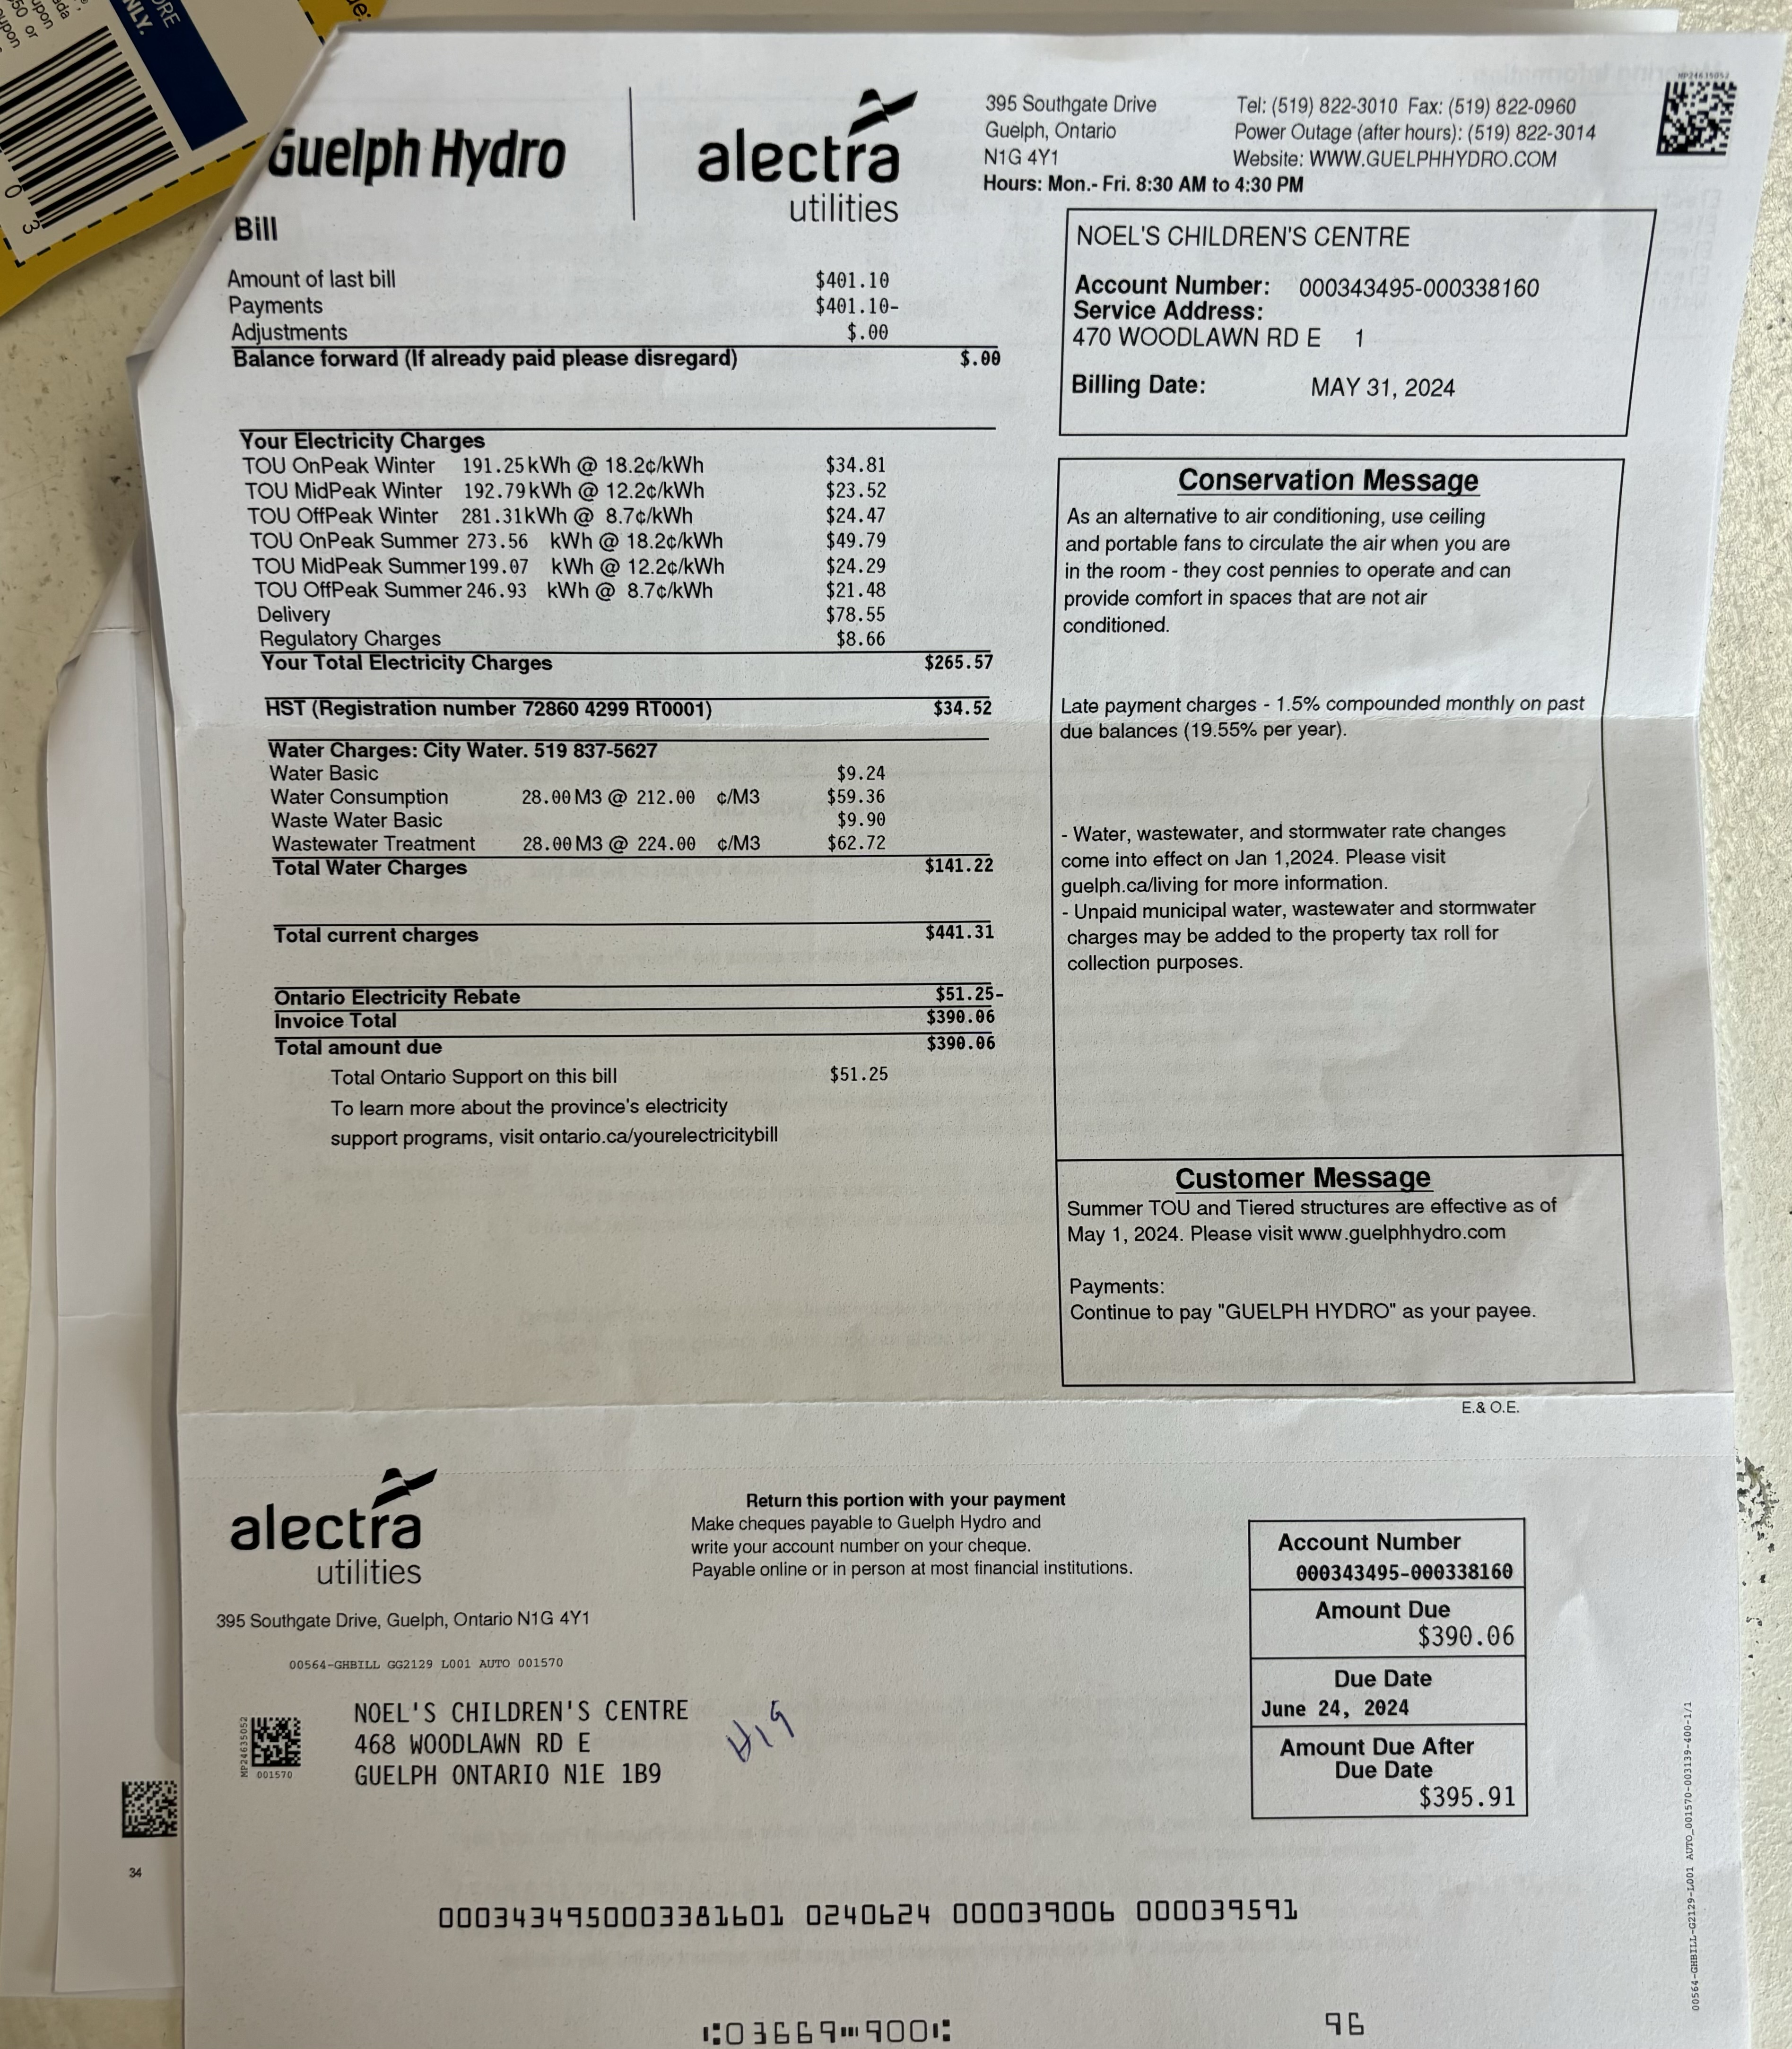 ORE
NLY.
50 or
upon
0
3
Guelph Hydro
alectra
utilities
395 Southgate Drive
Guelph, Ontario
N1G 4Y1
Hours: Mon.- Fri. 8:30 AM to 4:30 PM
Tel: (519) 822-3010 Fax: (519) 822-0960
Power Outage (after hours): (519) 822-3014
Website: WWW.GUELPHHYDRO.COM
MP24635052
Bill
Amount of last bill $401.10
Payments $401.10-
Adjustments $.00
Balance forward (If already paid please disregard) $.00
NOEL'S CHILDREN'S CENTRE
Account Number: 000343495-000338160
Service Address:
470 WOODLAWN RD E 1
Billing Date: MAY 31, 2024
Your Electricity Charges
TOU OnPeak Winter 191.25 kWh @ 18.2¢/kWh $34.81
TOU MidPeak Winter 192.79 kWh @ 12.2¢/kWh $23.52
TOU OffPeak Winter 281.31 kWh @ 8.7¢/kWh $24.47
TOU OnPeak Summer 273.56 kWh @ 18.2¢/kWh $49.79
TOU MidPeak Summer 199.07 kWh @ 12.2¢/kWh $24.29
TOU OffPeak Summer 246.93 kWh @ 8.7¢/kWh $21.48
Delivery $78.55
Regulatory Charges $8.66
Your Total Electricity Charges $265.57
HST (Registration number 72860 4299 RT0001) $34.52
Water Charges: City Water. 519 837-5627
Water Basic $9.24
Water Consumption 28.00 M3 @ 212.00 ¢/M3 $59.36
Waste Water Basic $9.90
Wastewater Treatment 28.00 M3 @ 224.00 ¢/M3 $62.72
Total Water Charges $141.22
Total current charges $441.31
Ontario Electricity Rebate $51.25-
Invoice Total $390.06
Total amount due $390.06
Total Ontario Support on this bill $51.25
To learn more about the province's electricity
support programs, visit ontario.ca/yourelectricitybill
Conservation Message
As an alternative to air conditioning, use ceiling
and portable fans to circulate the air when you are
in the room - they cost pennies to operate and can
provide comfort in spaces that are not air
conditioned.
Late payment charges - 1.5% compounded monthly on past
due balances (19.55% per year).
- Water, wastewater, and stormwater rate changes
come into effect on Jan 1,2024. Please visit
guelph.ca/living for more information.
- Unpaid municipal water, wastewater and stormwater
charges may be added to the property tax roll for
collection purposes.
Customer Message
Summer TOU and Tiered structures are effective as of
May 1, 2024. Please visit www.guelphhydro.com
Payments:
Continue to pay "GUELPH HYDRO" as your payee.
E.& O.E.
alectra
utilities
395 Southgate Drive, Guelph, Ontario N1G 4Y1
Return this portion with your payment
Make cheques payable to Guelph Hydro and
write your account number on your cheque.
Payable online or in person at most financial institutions.
Account Number
000343495-000338160
Amount Due
$390.06
Due Date
June 24, 2024
Amount Due After
Due Date
$395.91
00564-GHBILL GG2129 L001 AUTO 001570
MP24635052
001570
NOEL'S CHILDREN'S CENTRE
468 WOODLAWN RD E
GUELPH ONTARIO N1E 1B9
34
00564-GHBILL-G2129-L001 AUTO_001570-003139-400-1/1
0003434950003381601 0240624 000039006 000039591
⑆03669⑉900⑆ 96